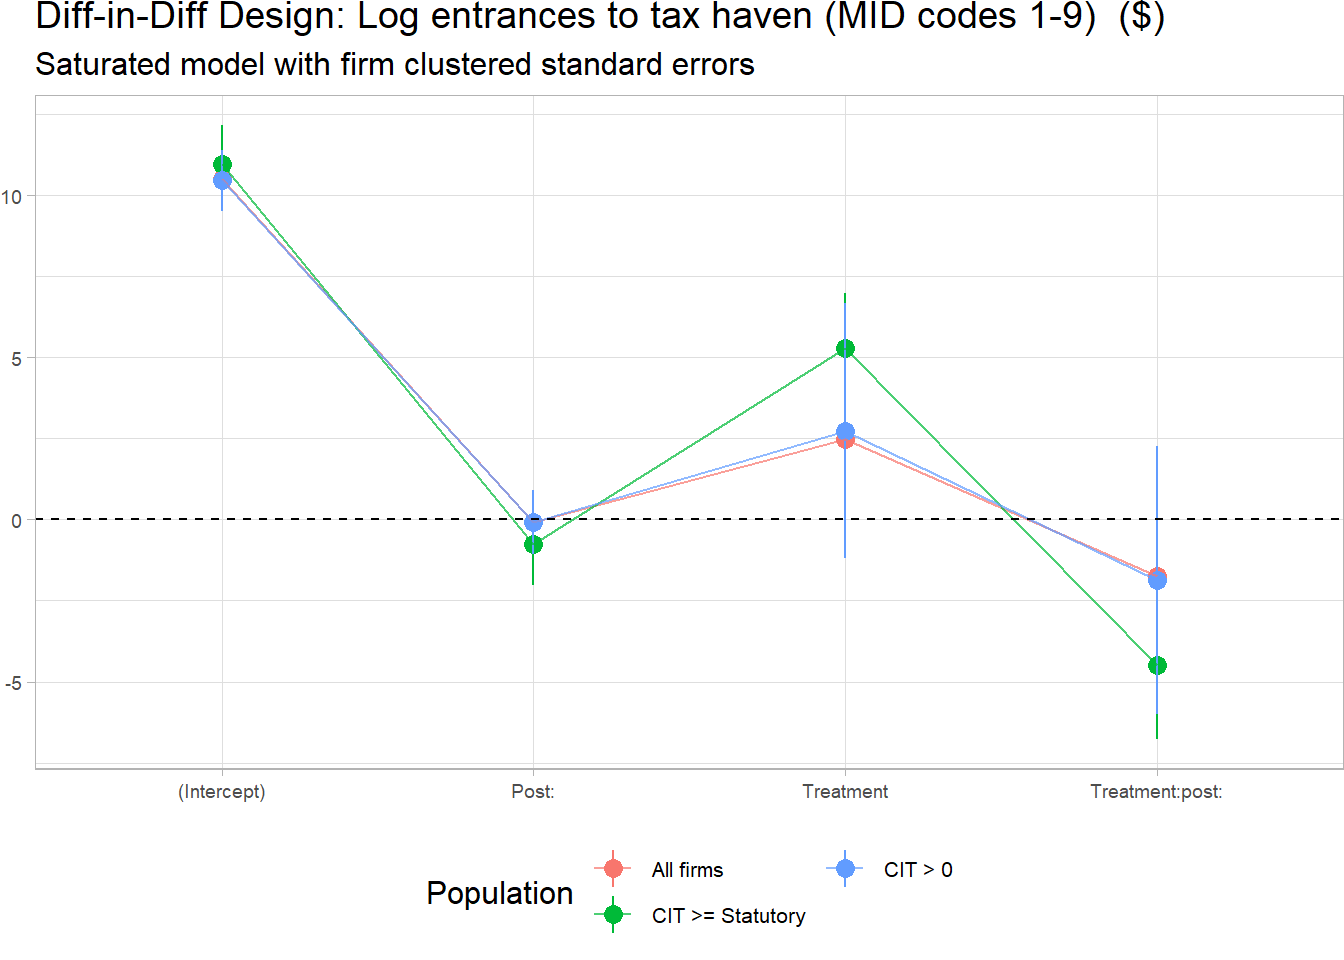 Diff-in-Diff Design: Log entrances to tax haven (MID codes 1-9)  ($)
Saturated model with firm clustered standard errors
10
5
0
-5
(Intercept) Post: Treatment Treatment:post:
Population
All firms
CIT >= Statutory
CIT > 0